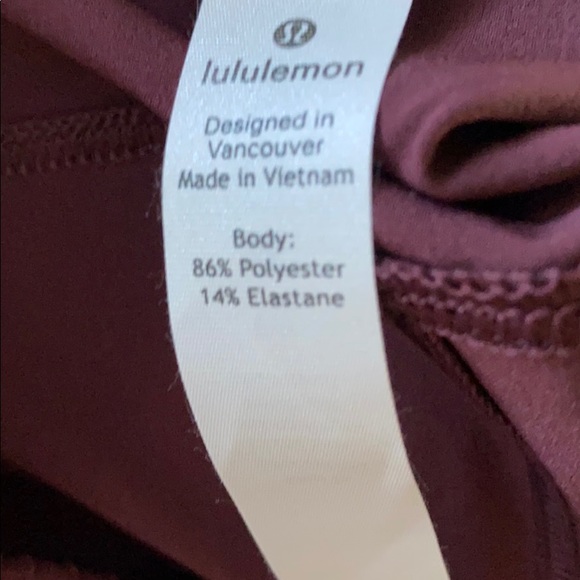 lululemon
Designed in
Vancouver
Made in Vietnam
Body:
86% Polyester
14% Elastane